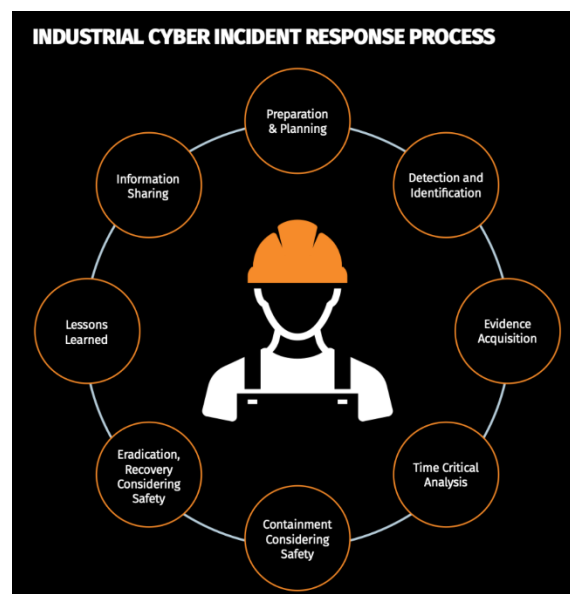 INDUSTRIAL CYBER INCIDENT RESPONSE PROCESS
Preparation
& Planning
Detection and
Identification
Evidence
Acquisition
Time Critical
Analysis
Containment
Considering
Safety
Eradication,
Recovery
Considering
Safety
Lessons
Learned
Information
Sharing